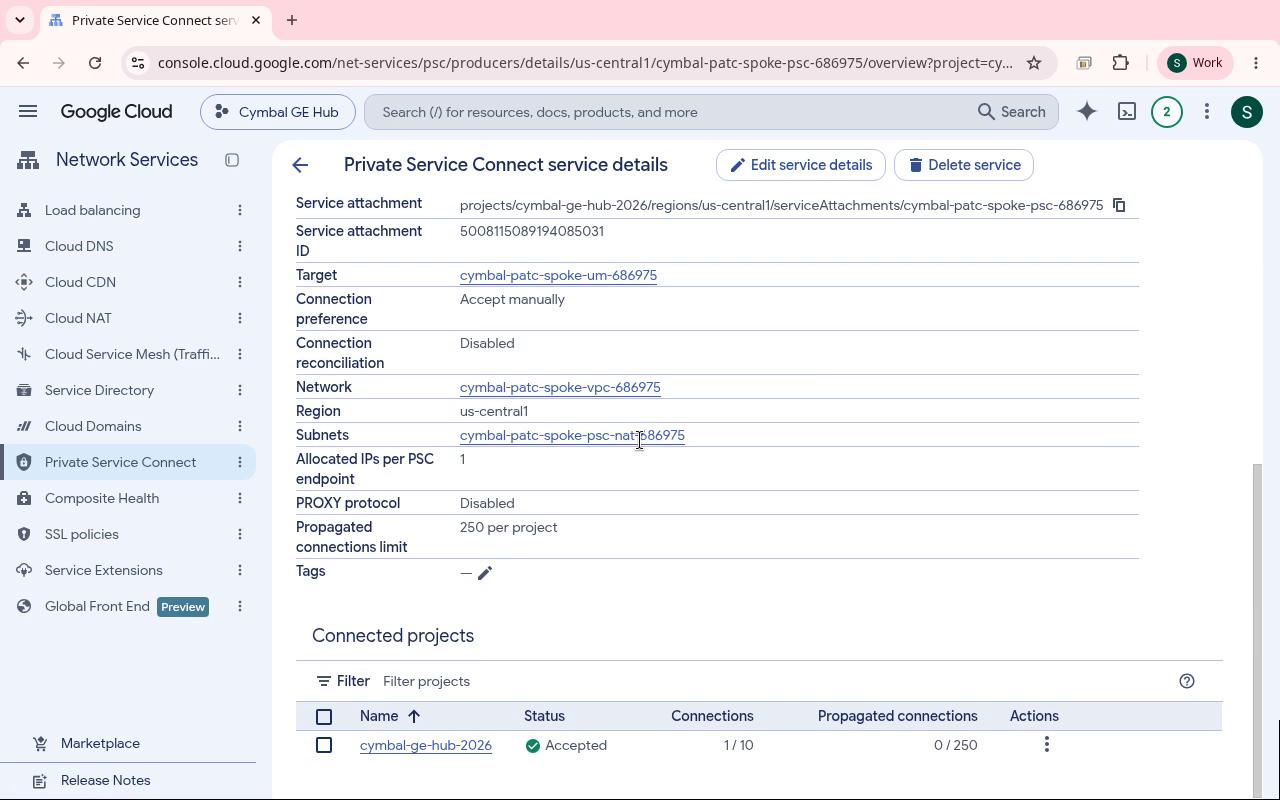 Private Service Connect serv
console.cloud.google.com/net-services/psc/producers/details/us-central1/cymbal-patc-spoke-psc-686975/overview?project=cy...
S Work
Google Cloud
Cymbal GE Hub
Search (/) for resources, docs, products, and more
Search
2
S
Network Services
Load balancing
Cloud DNS
Cloud CDN
Cloud NAT
Cloud Service Mesh (Traffi...
Service Directory
Cloud Domains
Private Service Connect
Composite Health
SSL policies
Service Extensions
Global Front End Preview
Marketplace
Release Notes
Private Service Connect service details
Edit service details
Delete service
Service attachment projects/cymbal-ge-hub-2026/regions/us-central1/serviceAttachments/cymbal-patc-spoke-psc-686975
Service attachment ID 5008115089194085031
Target cymbal-patc-spoke-um-686975
Connection preference Accept manually
Connection reconciliation Disabled
Network cymbal-patc-spoke-vpc-686975
Region us-central1
Subnets cymbal-patc-spoke-psc-nat-686975
Allocated IPs per PSC endpoint 1
PROXY protocol Disabled
Propagated connections limit 250 per project
Tags —
Connected projects
Filter Filter projects
Name Status Connections Propagated connections Actions
cymbal-ge-hub-2026 Accepted 1 / 10 0 / 250